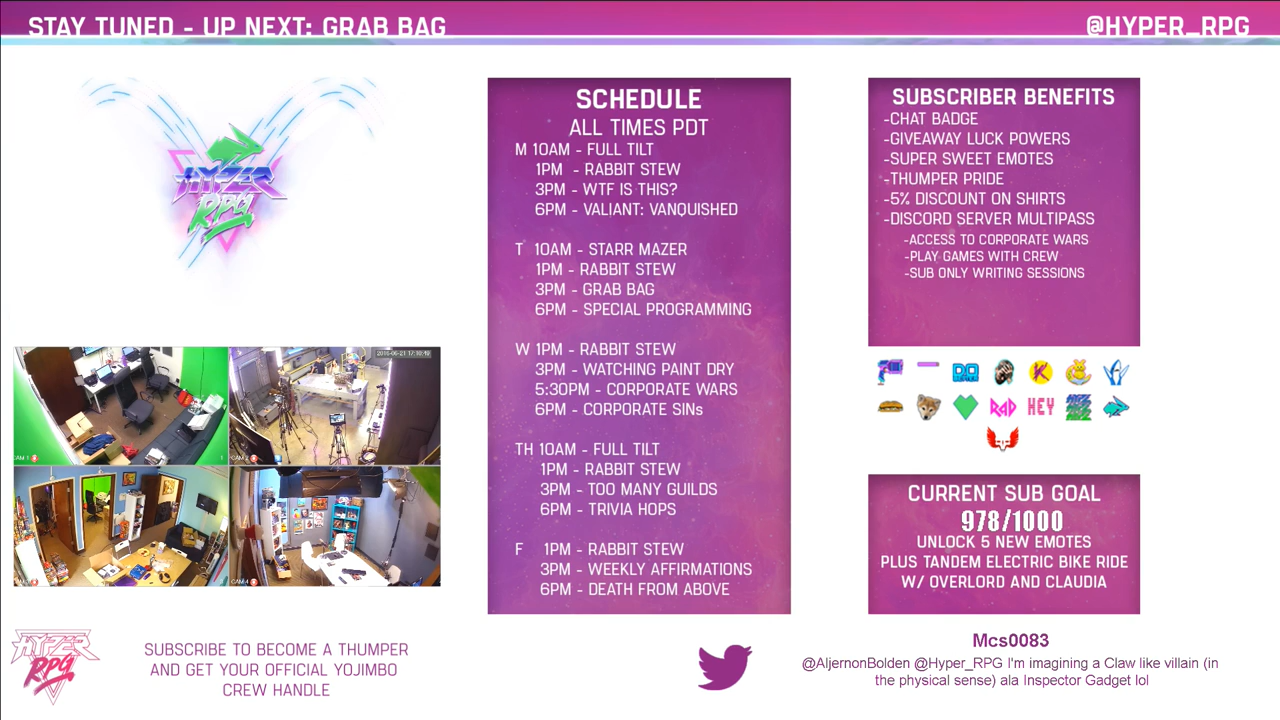 STAY TUNED - UP NEXT: GRAB BAG
@HYPER_RPG
HYPER
RPG
SCHEDULE
ALL TIMES PDT
M 10AM - FULL TILT
1PM - RABBIT STEW
3PM - WTF IS THIS?
6PM - VALIANT: VANQUISHED
T 10AM - STARR MAZER
1PM - RABBIT STEW
3PM - GRAB BAG
6PM - SPECIAL PROGRAMMING
W 1PM - RABBIT STEW
3PM - WATCHING PAINT DRY
5:30PM - CORPORATE WARS
6PM - CORPORATE SINs
TH 10AM - FULL TILT
1PM - RABBIT STEW
3PM - TOO MANY GUILDS
6PM - TRIVIA HOPS
F 1PM - RABBIT STEW
3PM - WEEKLY AFFIRMATIONS
6PM - DEATH FROM ABOVE
SUBSCRIBER BENEFITS
-CHAT BADGE
-GIVEAWAY LUCK POWERS
-SUPER SWEET EMOTES
-THUMPER PRIDE
-5% DISCOUNT ON SHIRTS
-DISCORD SERVER MULTIPASS
-ACCESS TO CORPORATE WARS
-PLAY GAMES WITH CREW
-SUB ONLY WRITING SESSIONS
K
RAD
HEY
CURRENT SUB GOAL
978/1000
UNLOCK 5 NEW EMOTES
PLUS TANDEM ELECTRIC BIKE RIDE
W/ OVERLORD AND CLAUDIA
CAM 1
CAM 2
CAM 4
HYPER
RPG
SUBSCRIBE TO BECOME A THUMPER
AND GET YOUR OFFICIAL YOJIMBO
CREW HANDLE
Mcs0083
@AljernonBolden @Hyper_RPG I'm imagining a Claw like villain (in
the physical sense) ala Inspector Gadget lol